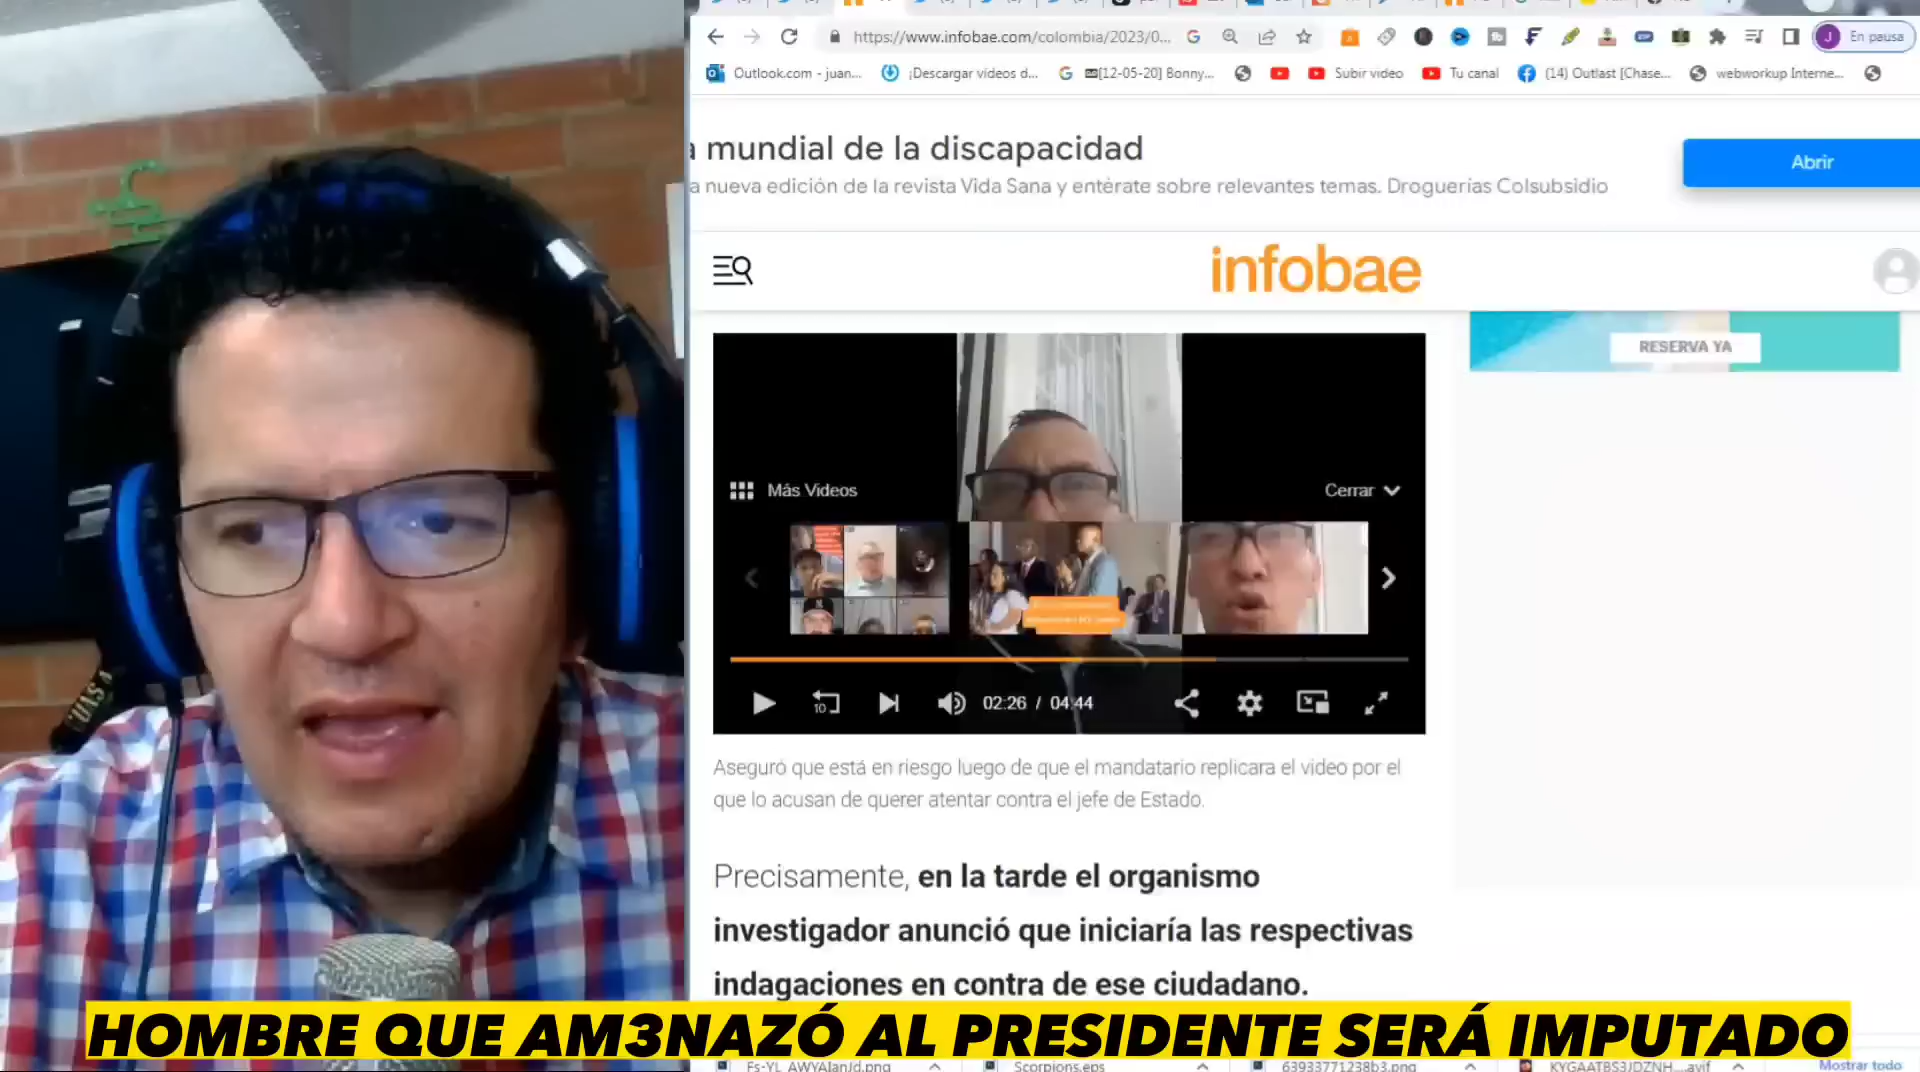 https://www.infobae.com/colombia/2023/0...
En pausa
Outlook.com - juan...
¡Descargar vídeos d...
[12-05-20] Bonny...
Subir video
Tu canal
(14) Outlast [Chase...
webworkup Interne...
mundial de la discapacidad
a nueva edición de la revista Vida Sana y entérate sobre relevantes temas. Droguerías Colsubsidio
Abrir
infobae
RESERVA YA
Más Videos
Cerrar
10
02:26 / 04:44
Aseguró que está en riesgo luego de que el mandatario replicara el video por el
que lo acusan de querer atentar contra el jefe de Estado.
Precisamente, en la tarde el organismo
investigador anunció que iniciaría las respectivas
indagaciones en contra de ese ciudadano.
HOMBRE QUE AM3NAZÓ AL PRESIDENTE SERÁ IMPUTADO
Scorpions.eps
63933771238b3.png
Mostrar todo